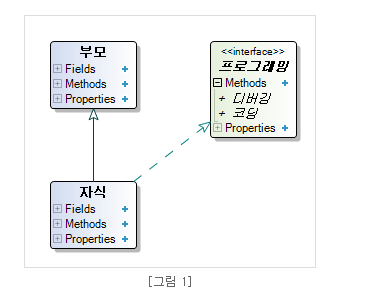 부모
Fields
Methods
Properties
<<interface>>
프로그래밍
Methods
+ 디버깅
+ 코딩
Properties
자식
Fields
Methods
Properties
[그림 1]